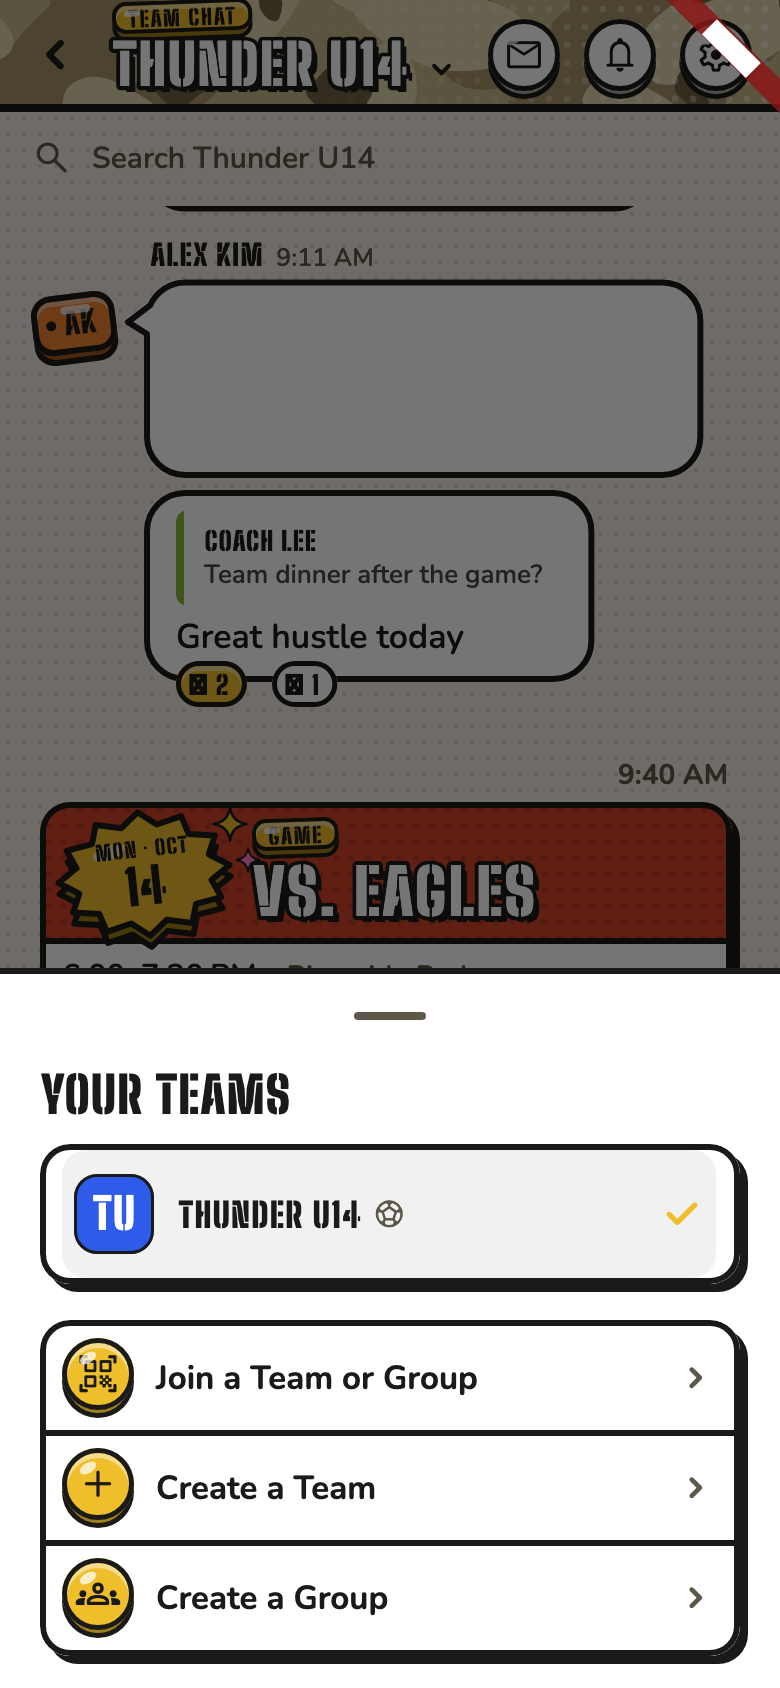 TEAM CHAT
THUNDER U14
Search Thunder U14
ALEX KIM 9:11 AM
AK
COACH LEE
Team dinner after the game?
Great hustle today
2
1
9:40 AM
MON · OCT
14
GAME
VS. EAGLES
YOUR TEAMS
TU
THUNDER U14
Join a Team or Group
Create a Team
Create a Group